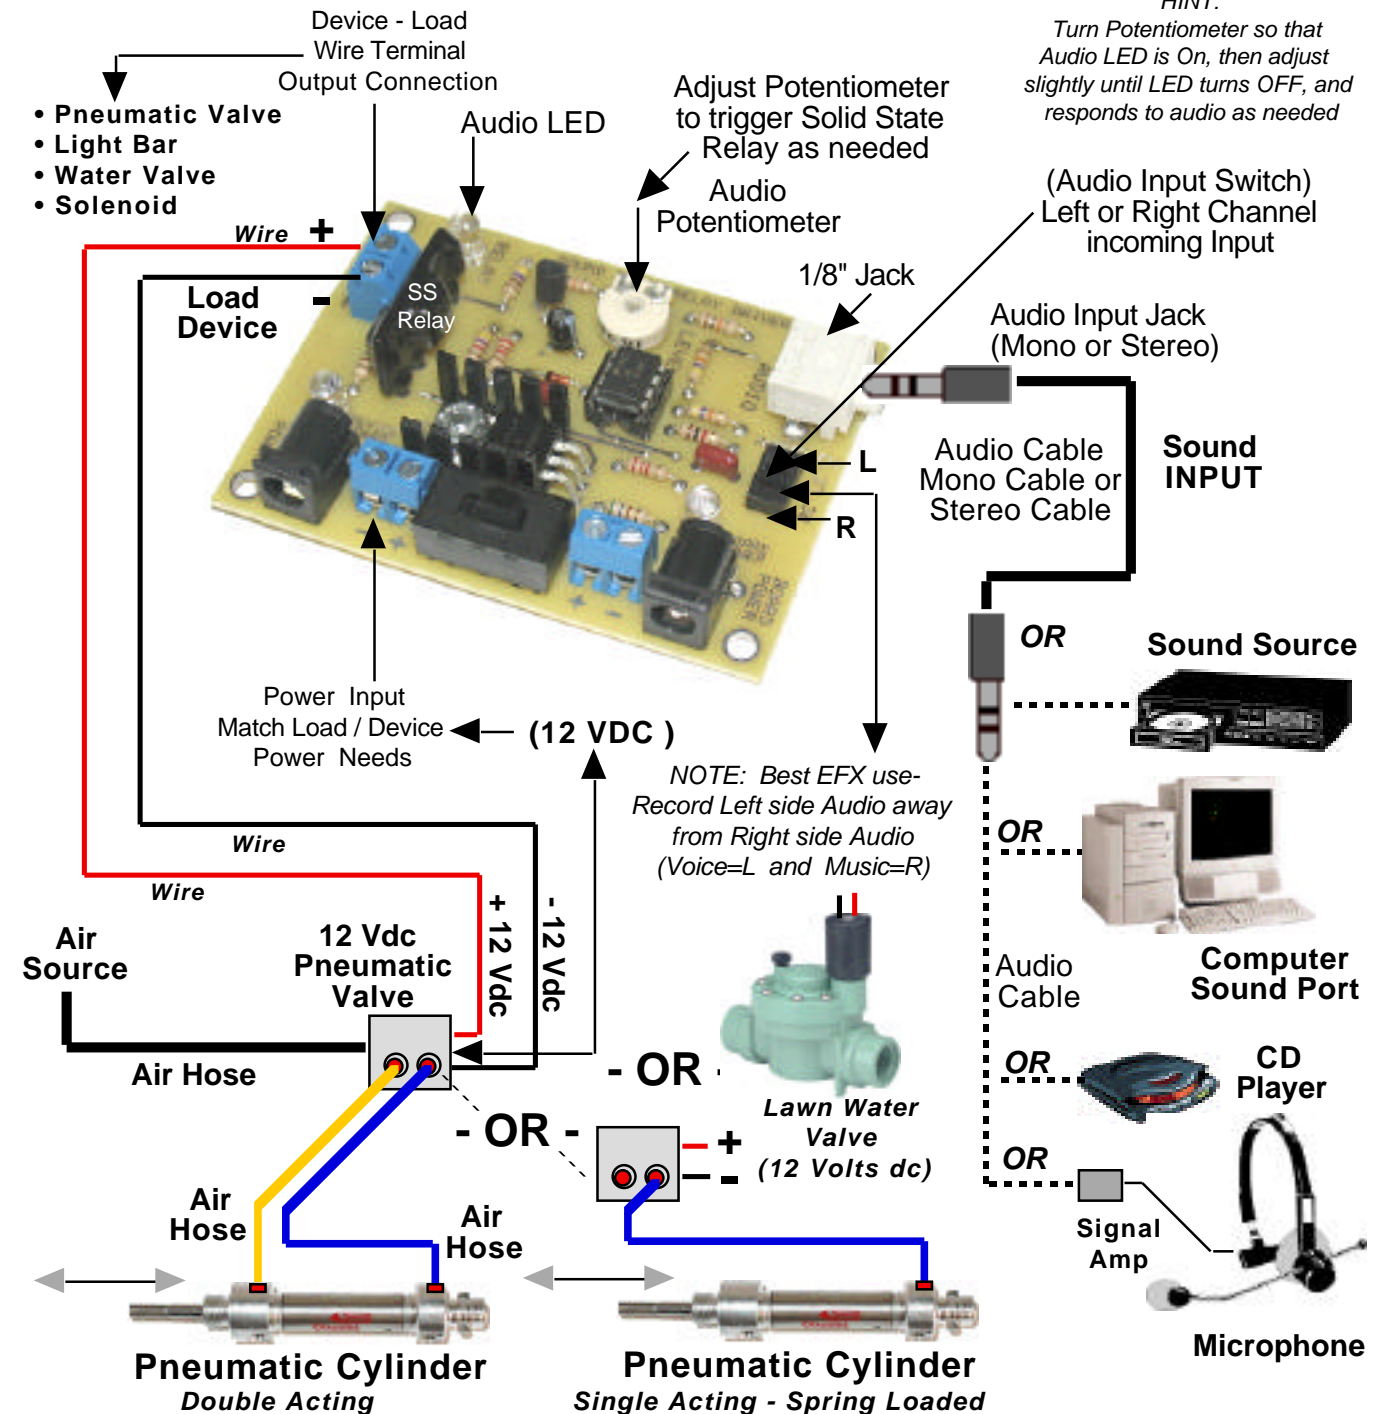 Device - Load
Wire Terminal
Output Connection
• Pneumatic Valve
• Light Bar
• Water Valve
• Solenoid
Audio LED
Adjust Potentiometer
to trigger Solid State
Relay as needed
Audio
Potentiometer
HINT:
Turn Potentiometer so that
Audio LED is On, then adjust
slightly until LED turns OFF, and
responds to audio as needed
(Audio Input Switch)
Left or Right Channel
incoming Input
1/8" Jack
Audio Input Jack
(Mono or Stereo)
Wire +
Load -
Device
SS
Relay
AUDIO
BOARD
POWER
+ -
L
R
Audio Cable
Mono Cable or
Stereo Cable
Sound
INPUT
OR
Sound Source
Power Input
Match Load / Device
Power Needs
(12 VDC )
NOTE: Best EFX use-
Record Left side Audio away
from Right side Audio
(Voice=L and Music=R)
OR
Computer
Sound Port
Wire
Wire
+ 12 Vdc
- 12 Vdc
Air
Source
12 Vdc
Pneumatic
Valve
Air Hose
- OR -
Lawn Water
Valve
(12 Volts dc)
Audio
Cable
OR
CD
Player
- OR -
+
-
OR
Signal
Amp
Microphone
Air
Hose
Air
Hose
Pneumatic Cylinder
Double Acting
Pneumatic Cylinder
Single Acting - Spring Loaded